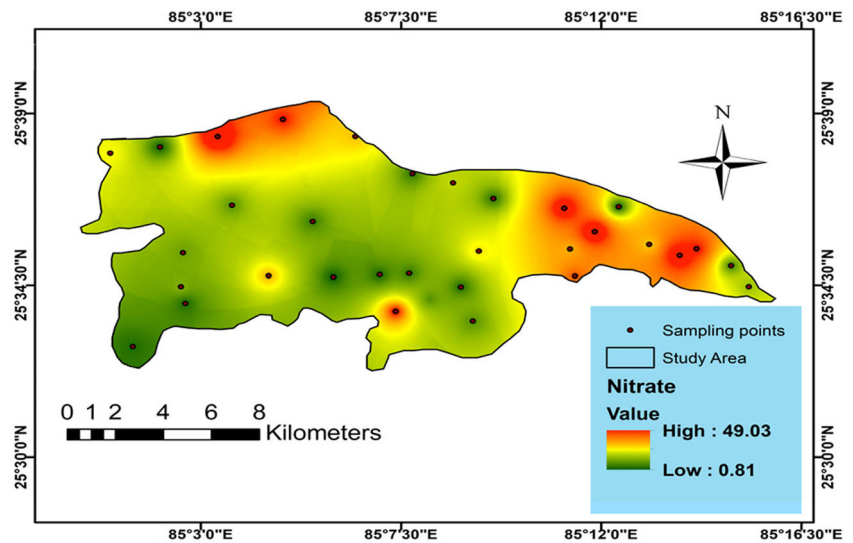 85°3'0"E 85°7'30"E 85°12'0"E 85°16'30"E
25°39'0"N 25°39'0"N
N
25°34'30"N 25°34'30"N
Sampling points
Study Area
Nitrate
Value
High : 49.03
Low : 0.81
0 1 2 4 6 8
Kilometers
25°30'0"N 25°30'0"N
85°3'0"E 85°7'30"E 85°12'0"E 85°16'30"E